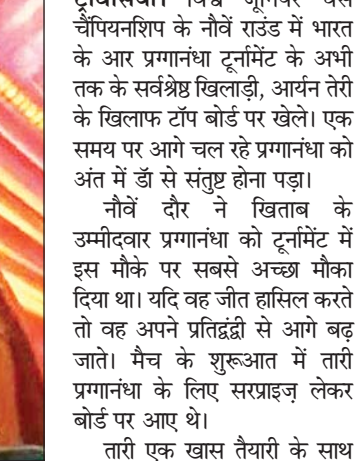 विश्व जूनियर चेस
चैंपियनशिप के नौवें राउंड में भारत
के आर प्रग्गानंधा टूर्नामेंट के अभी
तक के सर्वश्रेष्ठ खिलाड़ी, आर्यन तेरी
के खिलाफ टॉप बोर्ड पर खेले। एक
समय पर आगे चल रहे प्रग्गानंधा को
अंत में डॅा से संतुष्ट होना पड़ा।
नौवें दौर ने खिताब के
उम्मीदवार प्रग्गानंधा को टूर्नामेंट में
इस मौके पर सबसे अच्छा मौका
दिया था। यदि वह जीत हासिल करते
तो वह अपने प्रतिद्वंद्वी से आगे बढ़
जाते। मैच के शुरूआत में तारी
प्रग्गानंधा के लिए सरप्राइज़ लेकर
बोर्ड पर आए थे।
तारी एक खास तैयारी के साथ